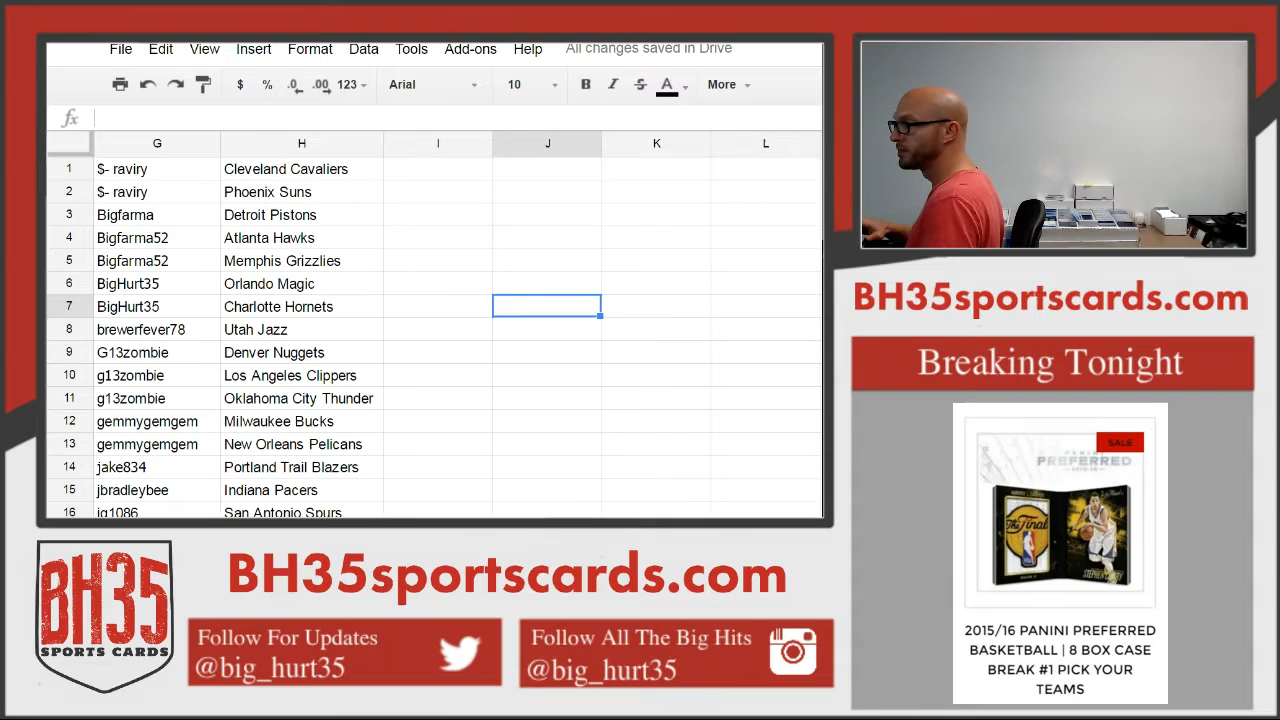 File Edit View Insert Format Data Tools Add-ons Help All changes saved in Drive
$ % .0 .00 123 Arial 10 B I S A More
fx
G H I J K L
1 $- raviry Cleveland Cavaliers
2 $- raviry Phoenix Suns
3 Bigfarma Detroit Pistons
4 Bigfarma52 Atlanta Hawks
5 Bigfarma52 Memphis Grizzlies
6 BigHurt35 Orlando Magic
7 BigHurt35 Charlotte Hornets
8 brewerfever78 Utah Jazz
9 G13zombie Denver Nuggets
10 g13zombie Los Angeles Clippers
11 g13zombie Oklahoma City Thunder
12 gemmygemgem Milwaukee Bucks
13 gemmygemgem New Orleans Pelicans
14 jake834 Portland Trail Blazers
15 jbradleybee Indiana Pacers
16 jg1086 San Antonio Spurs
BH35sportscards.com
Breaking Tonight
SALE
PANINI
PREFERRED
The Final
2015/16 PANINI PREFERRED
BASKETBALL | 8 BOX CASE
BREAK #1 PICK YOUR
TEAMS
BH35
SPORTS CARDS
BH35sportscards.com
Follow For Updates
@big_hurt35
Follow All The Big Hits
@big_hurt35